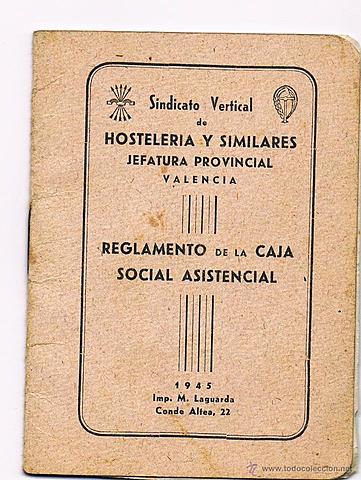 Sindicato Vertical
de
HOSTELERIA Y SIMILARES
JEFATURA PROVINCIAL
VALENCIA
REGLAMENTO DE LA CAJA
SOCIAL ASISTENCIAL
1945
Imp. M. Laguarda
Conde Altea, 22
www.todocoleccion.net